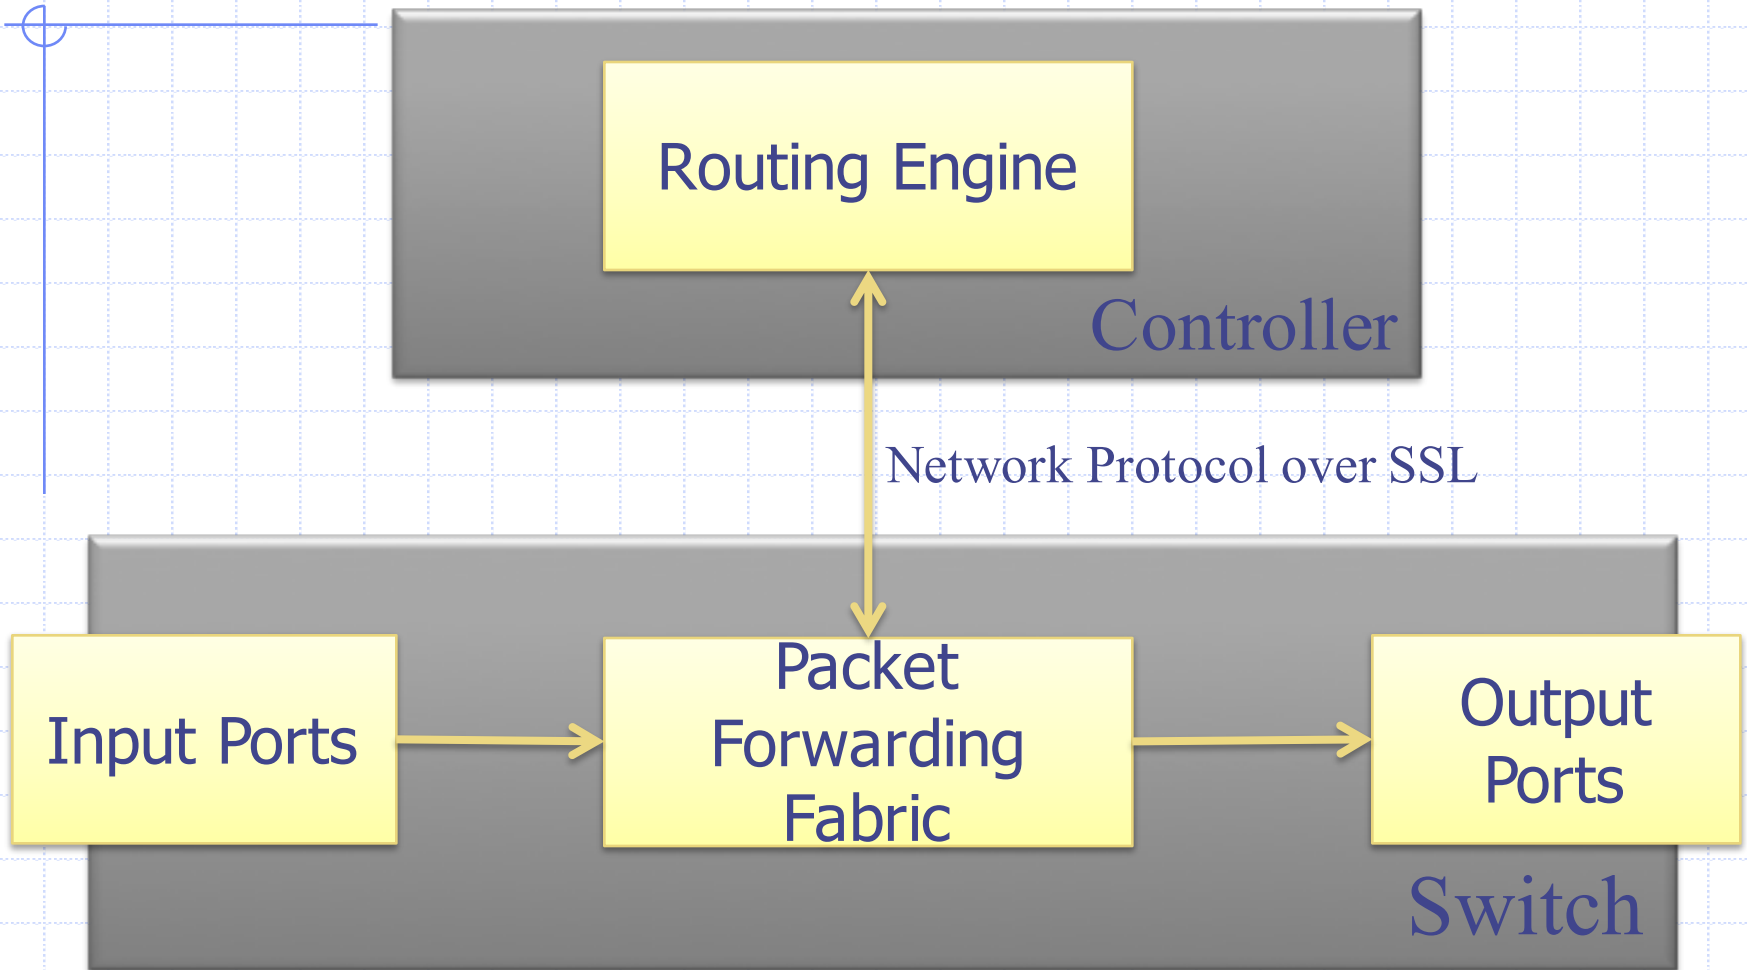 Routing Engine
Controller
Network Protocol over SSL
Input Ports
Packet
Forwarding
Fabric
Output
Ports
Switch